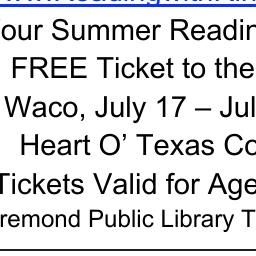 our Summer Readin
FREE Ticket to the
Waco, July 17 – Jul
Heart O’ Texas Co
Tickets Valid for Age
remond Public Library T